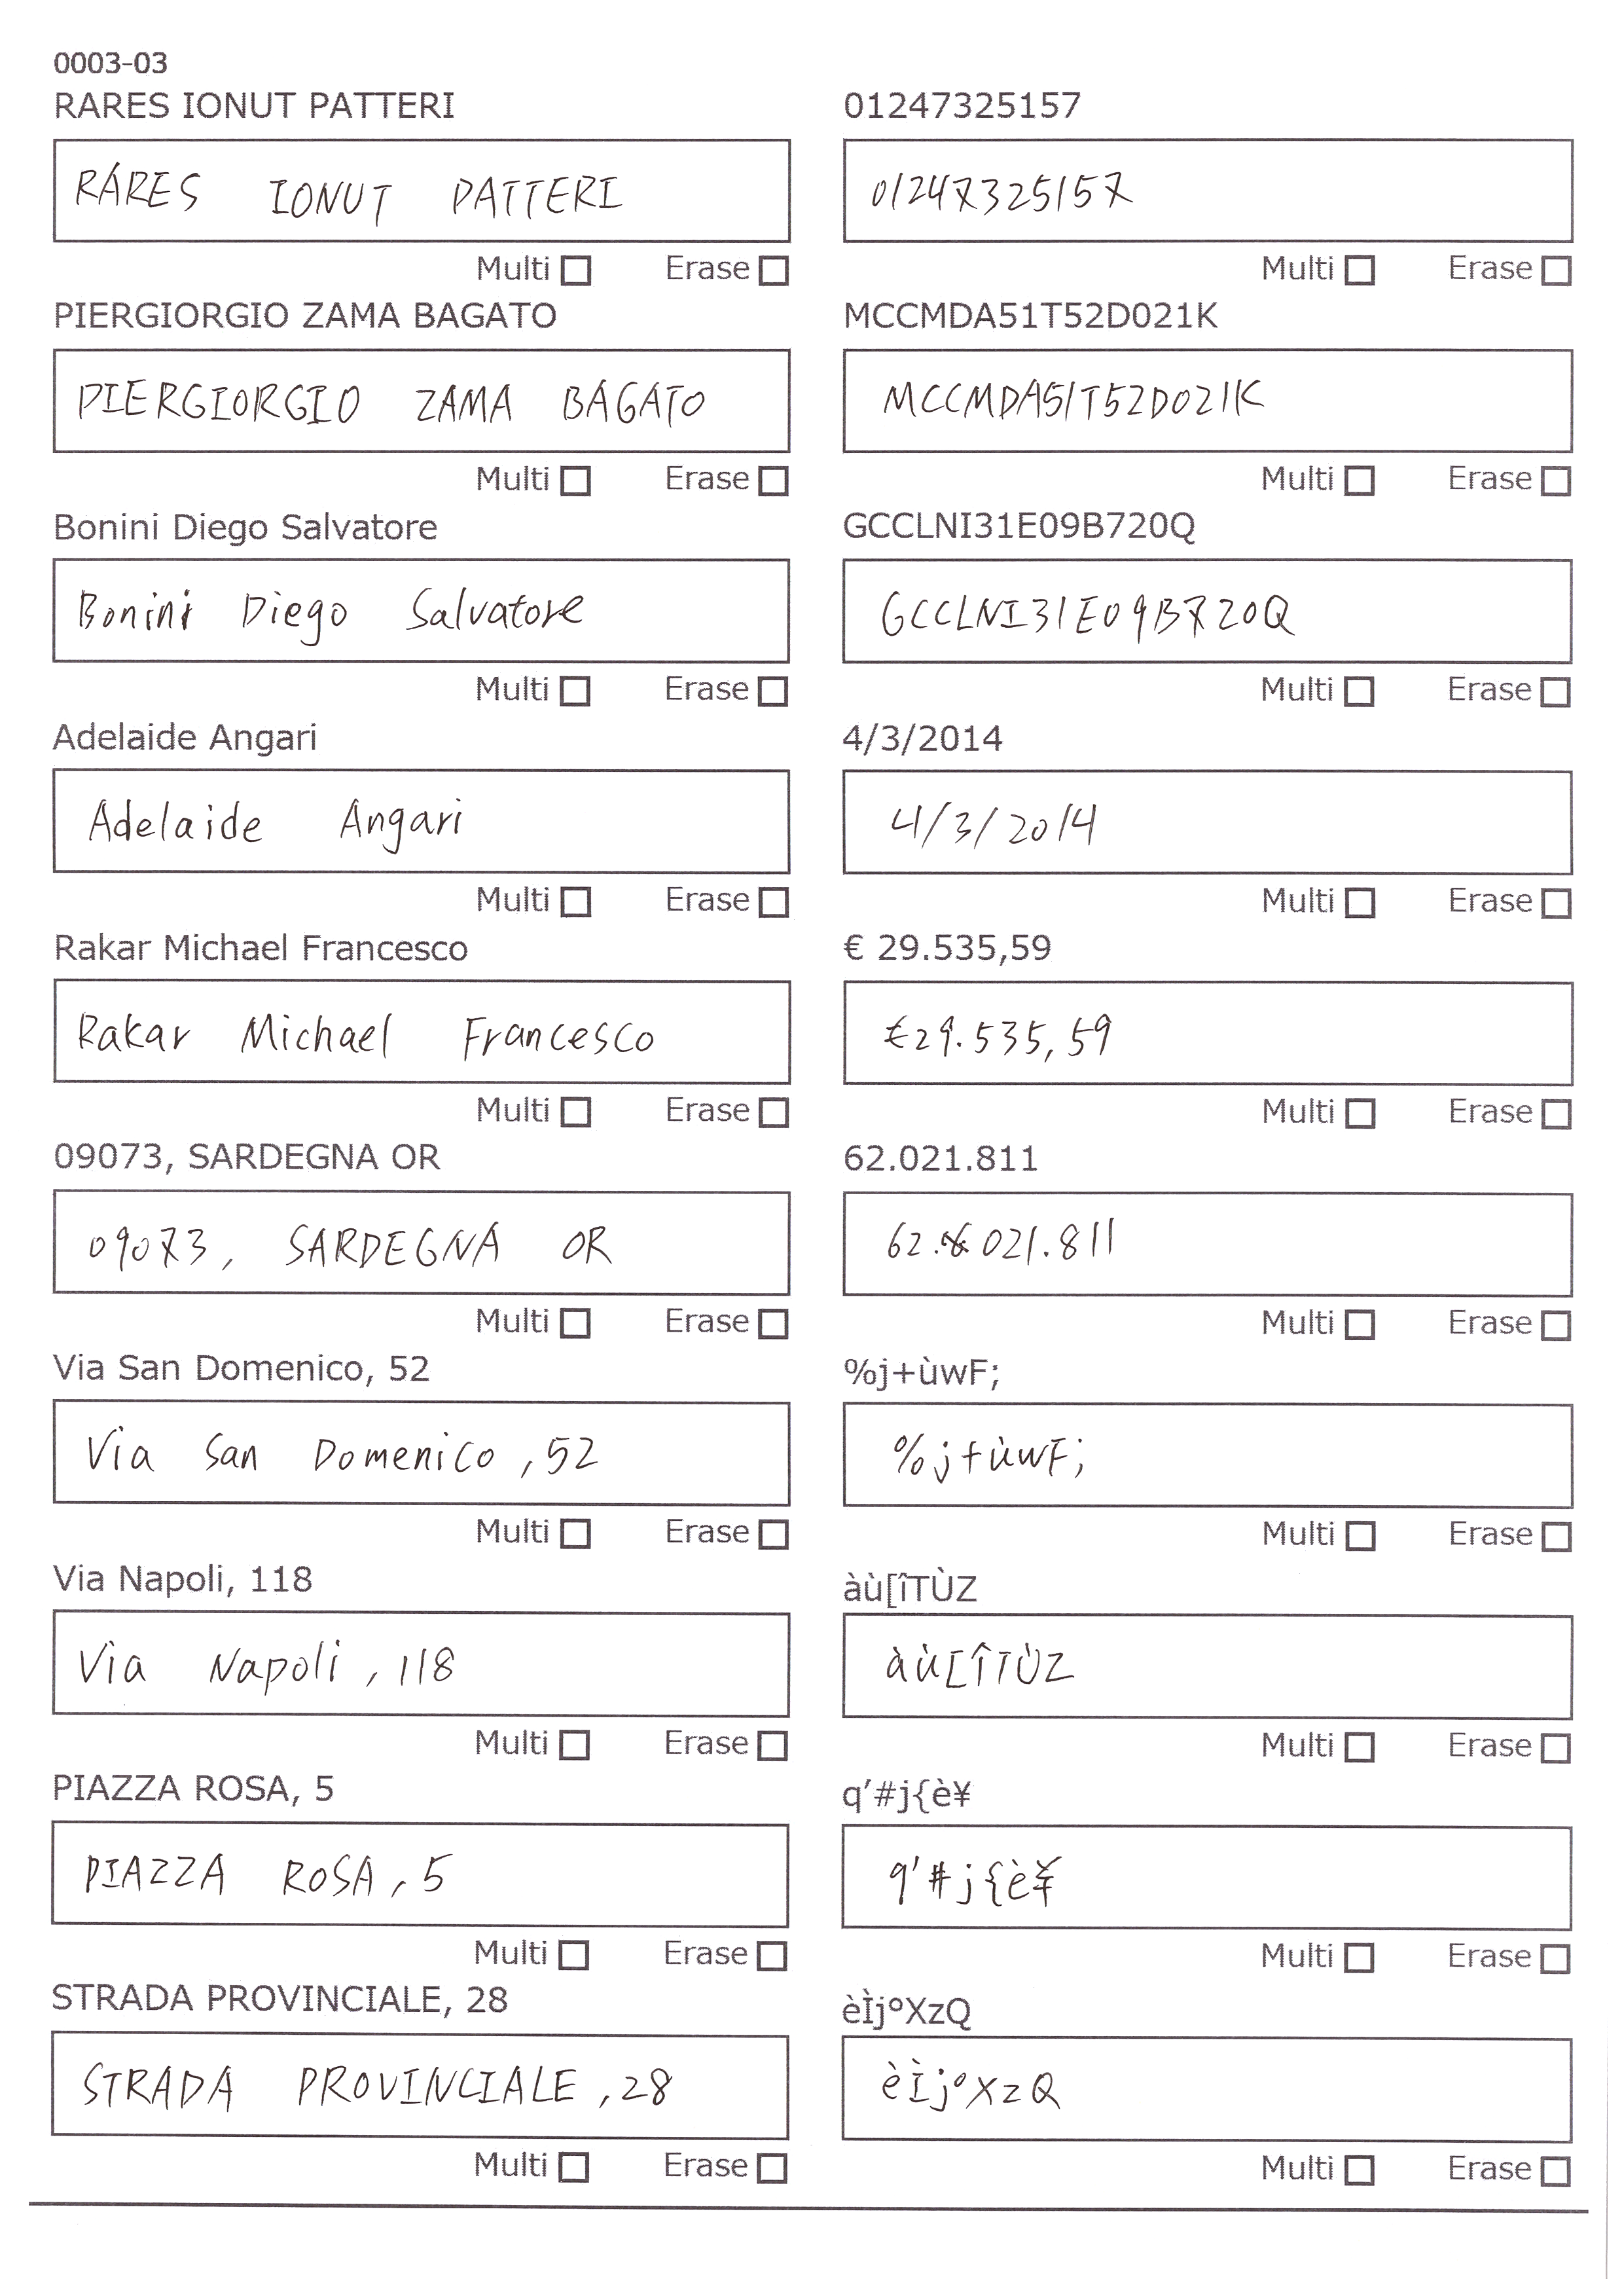 0003-03
RARES IONUT PATTERI 01247325157
RARES IONUT PATTERI 01247325157
Multi Erase Multi Erase
PIERGIORGIO ZAMA BAGATO MCCMDA51T52D021K
PIERGIORGIO ZAMA BAGATO MCCMDA51T52D021K
Multi Erase Multi Erase
Bonini Diego Salvatore GCCLNI31E09B720Q
Bonini Diego Salvatore GCCLNI31E09B720Q
Multi Erase Multi Erase
Adelaide Angari 4/3/2014
Adelaide Angari 4/3/2014
Multi Erase Multi Erase
Rakar Michael Francesco € 29.535,59
Rakar Michael Francesco €29.535,59
Multi Erase Multi Erase
09073, SARDEGNA OR 62.021.811
09073, SARDEGNA OR 62.021.811
Multi Erase Multi Erase
Via San Domenico, 52 %j+ùwF;
Via San Domenico ,52 %j+ùwF;
Multi Erase Multi Erase
Via Napoli, 118 àù[îTÙZ
Via Napoli ,118 àù[ÎTÙZ
Multi Erase Multi Erase
PIAZZA ROSA, 5 q’#j{è¥
PIAZZA ROSA, 5 q’#j{è¥
Multi Erase Multi Erase
STRADA PROVINCIALE, 28 èÌj°XzQ
STRADA PROVINCIALE ,28 èÌj°XzQ
Multi Erase Multi Erase